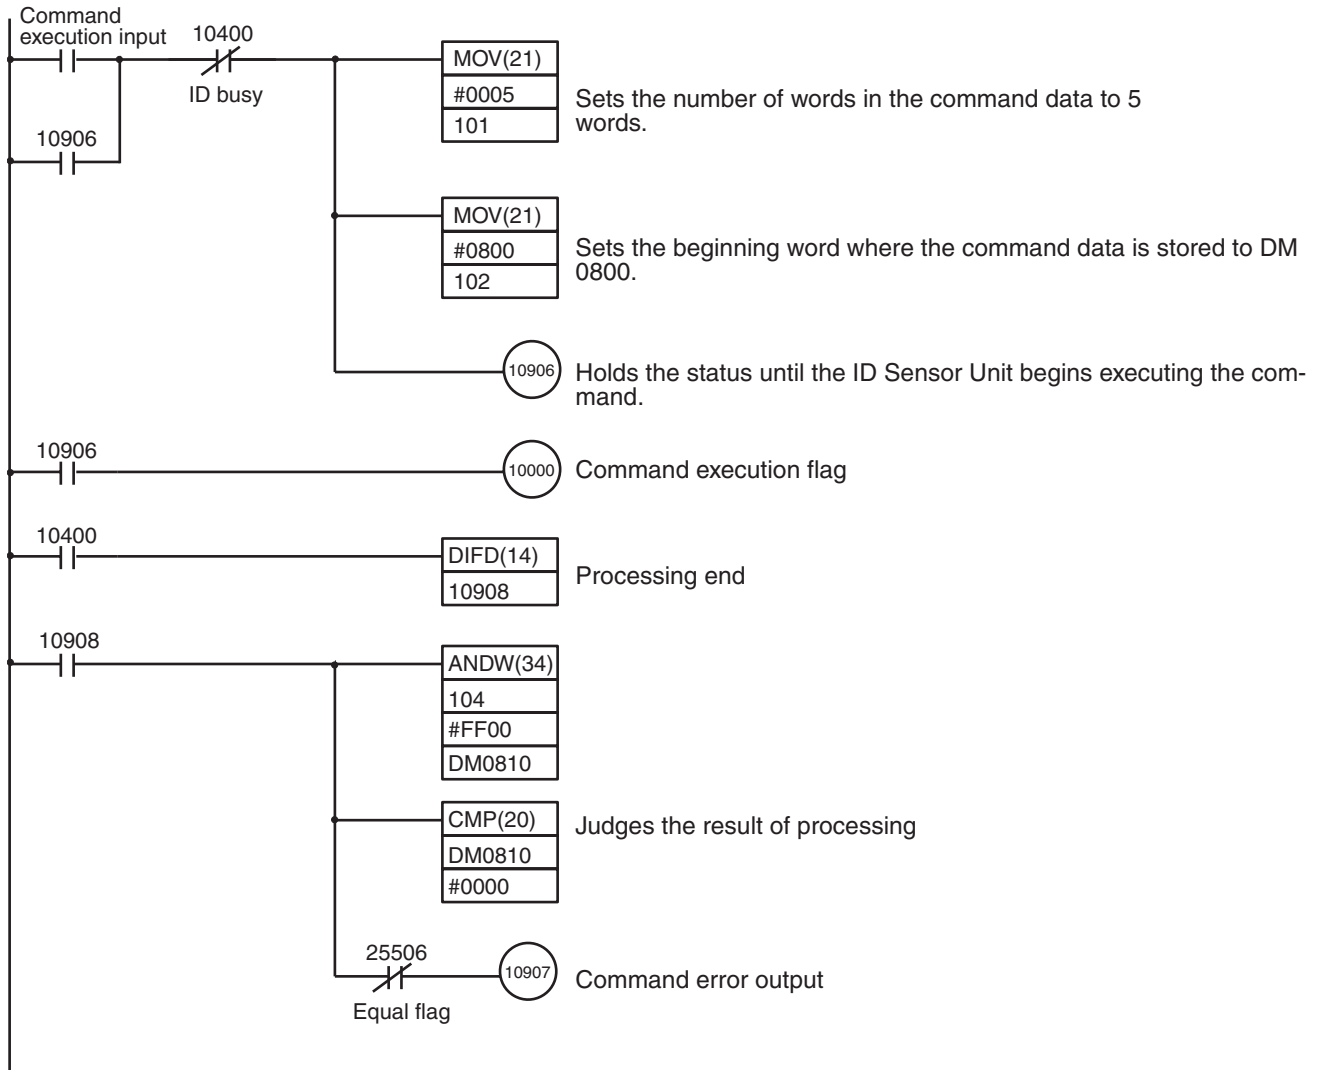 Command
execution input
10400
ID busy
MOV(21)
#0005
101
Sets the number of words in the command data to 5
words.
10906
MOV(21)
#0800
102
Sets the beginning word where the command data is stored to DM
0800.
10906
Holds the status until the ID Sensor Unit begins executing the com-
mand.
10906
10000
Command execution flag
10400
DIFD(14)
10908
Processing end
10908
ANDW(34)
104
#FF00
DM0810
CMP(20)
DM0810
#0000
Judges the result of processing
25506
Equal flag
10907
Command error output